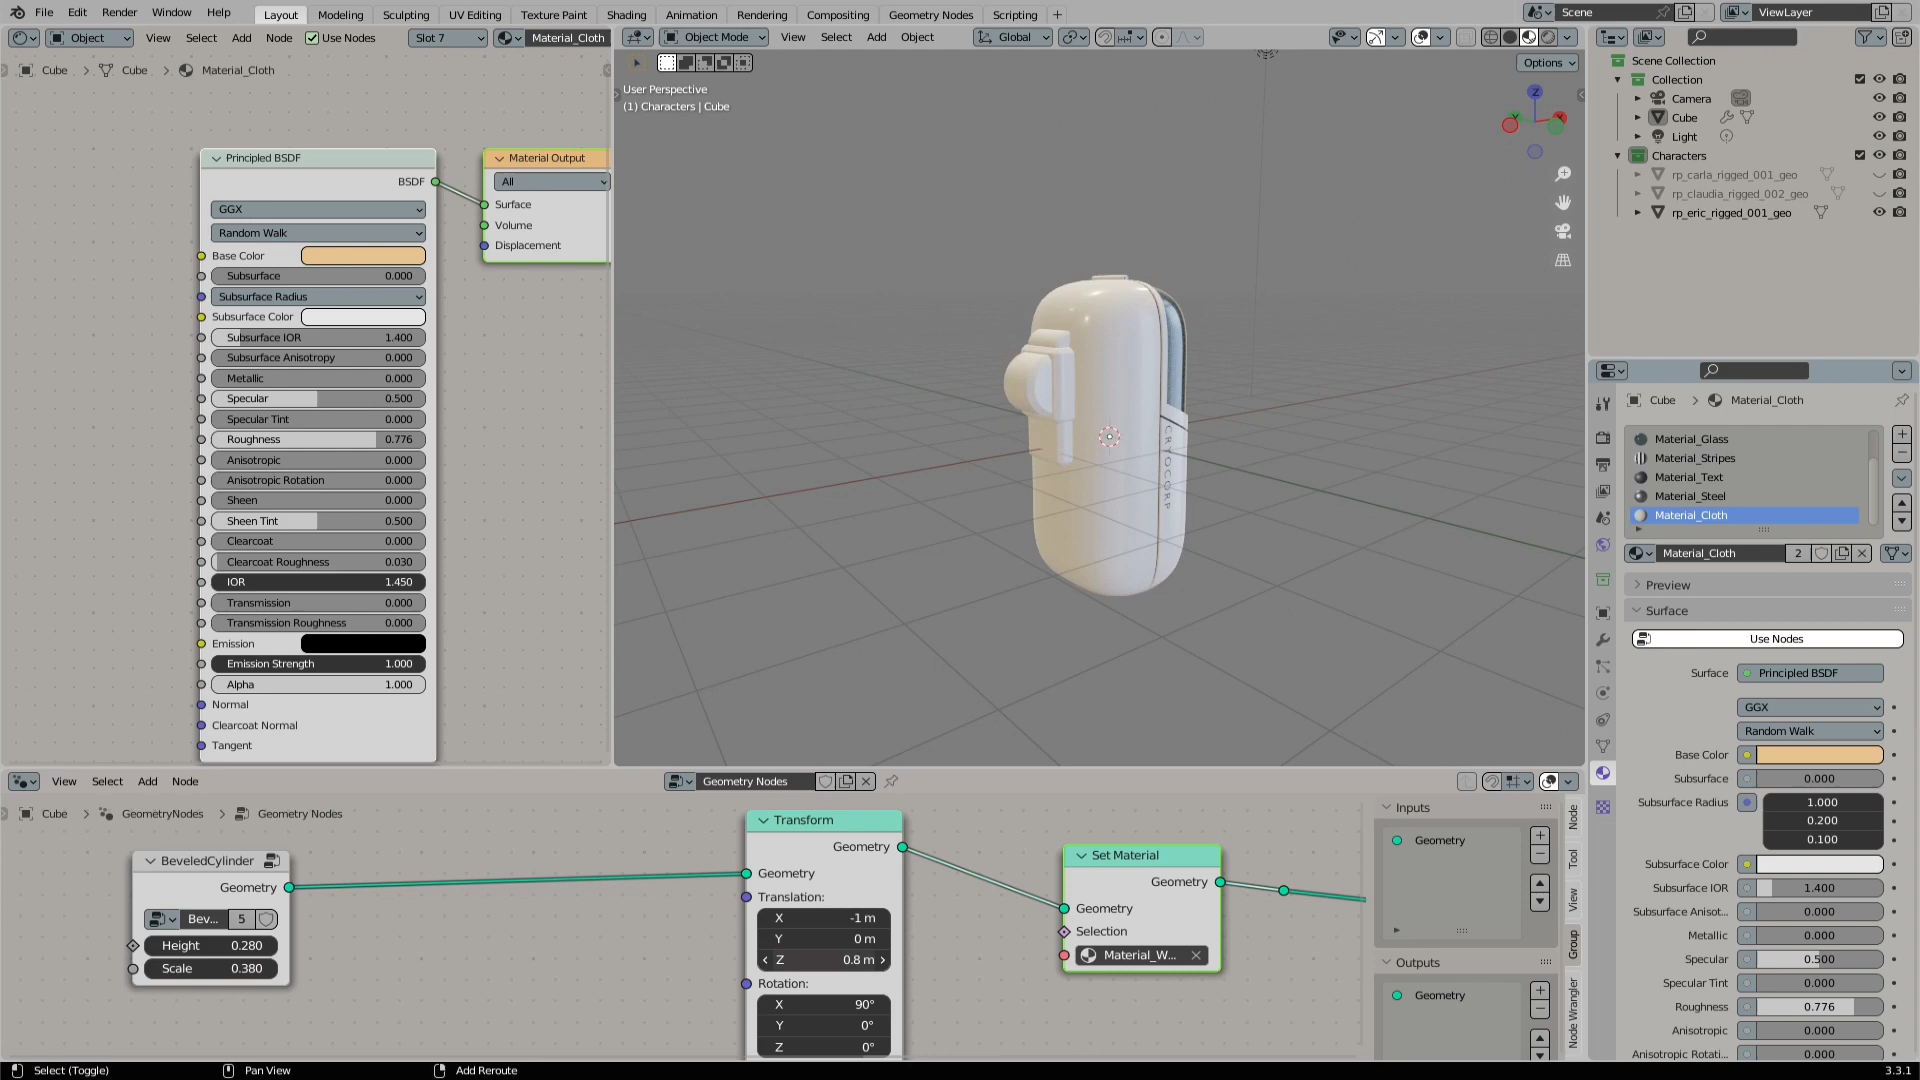 File Edit Render Window Help Layout Modeling Sculpting UV Editing Texture Paint Shading Animation Rendering Compositing Geometry Nodes Scripting Scene ViewLayer
Object View Select Add Node Use Nodes Slot 7 Material_Cloth
Object Mode View Select Add Object Global
Options
Cube Cube Material_Cloth
User Perspective
(1) Characters | Cube
Z
Y
X
Principled BSDF
BSDF
GGX
Random Walk
Base Color
Subsurface 0.000
Subsurface Radius
Subsurface Color
Subsurface IOR 1.400
Subsurface Anisotropy 0.000
Metallic 0.000
Specular 0.500
Specular Tint 0.000
Roughness 0.776
Anisotropic 0.000
Anisotropic Rotation 0.000
Sheen 0.000
Sheen Tint 0.500
Clearcoat 0.000
Clearcoat Roughness 0.030
IOR 1.450
Transmission 0.000
Transmission Roughness 0.000
Emission
Emission Strength 1.000
Alpha 1.000
Normal
Clearcoat Normal
Tangent
Material Output
All
Surface
Volume
Displacement
CRYOCORP
Scene Collection
Collection
Camera
Cube
Light
Characters
rp_carla_rigged_001_geo
rp_claudia_rigged_002_geo
rp_eric_rigged_001_geo
Cube Material_Cloth
Material_Glass
Material_Stripes
Material_Text
Material_Steel
Material_Cloth
Material_Cloth 2
Preview
Surface
Use Nodes
Surface Principled BSDF
GGX
Random Walk
Base Color
Subsurface 0.000
Subsurface Radius 1.000
0.200
0.100
Subsurface Color
Subsurface IOR 1.400
Subsurface Anisot... 0.000
Metallic 0.000
Specular 0.500
Specular Tint 0.000
Roughness 0.776
Anisotropic 0.000
Anisotropic Rotati... 0.000
View Select Add Node Geometry Nodes
Cube GeometryNodes Geometry Nodes
BeveledCylinder
Geometry
Bev... 5
Height 0.280
Scale 0.380
Transform
Geometry
Geometry
Translation:
X -1 m
Y 0 m
Z 0.8 m
Rotation:
X 90°
Y 0°
Z 0°
Set Material
Geometry
Geometry
Selection
Material_W...
Inputs
Geometry
Outputs
Geometry
Node
Tool
View
Group
Node Wrangler
Select (Toggle) Pan View Add Reroute 3.3.1